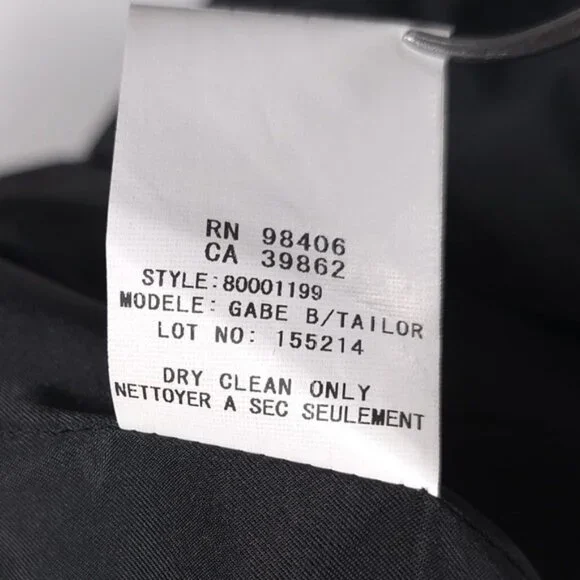 RN 98406
CA 39862
STYLE:80001199
MODELE: GABE B/TAILOR
LOT NO: 155214
DRY CLEAN ONLY
NETTOYER A SEC SEULEMENT